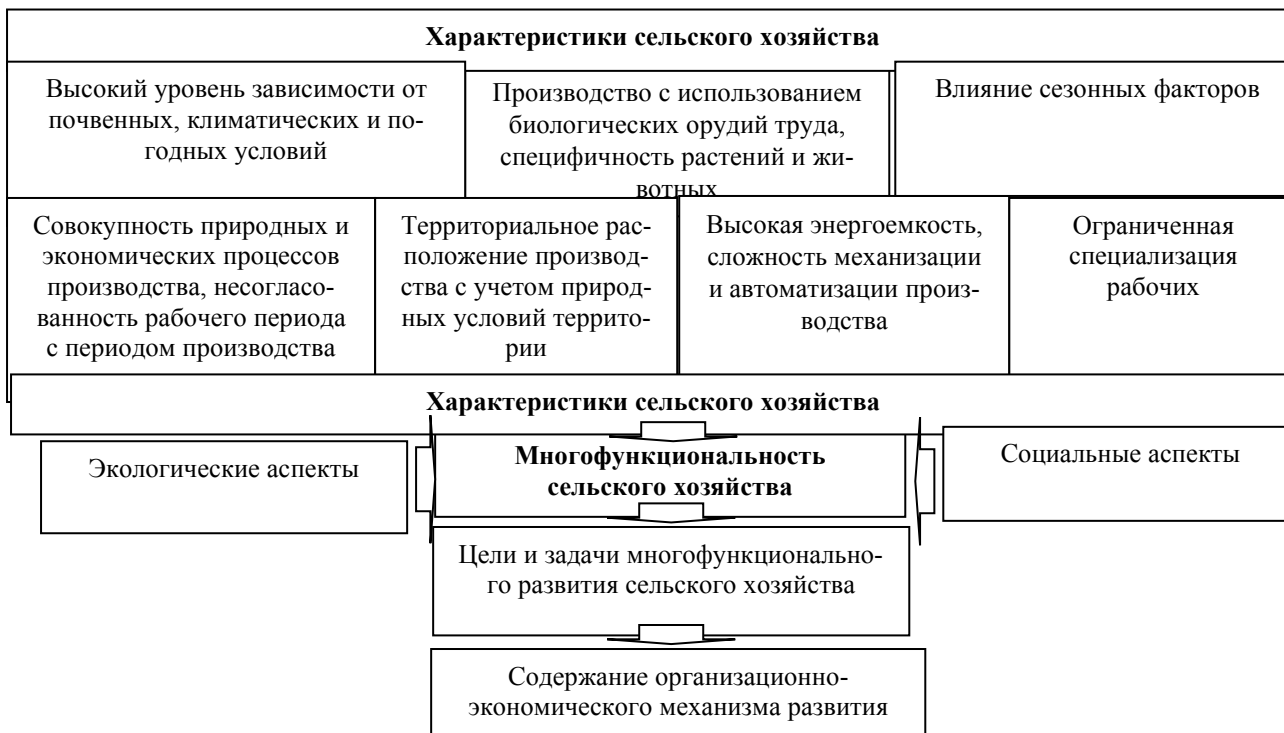 Характеристики сельского хозяйства
Высокий уровень зависимости от
почвенных, климатических и по-
годных условий
Производство с использованием
биологических орудий труда,
специфичность растений и жи-
вотных
Влияние сезонных факторов
Совокупность природных и
экономических процессов
производства, несогласо-
ванность рабочего периода
с периодом производства
Территориальное рас-
положение производ-
ства с учетом природ-
ных условий террито-
рии
Высокая энергоемкость,
сложность механизации
и автоматизации произ-
водства
Ограниченная
специализация
рабочих
Характеристики сельского хозяйства
Экологические аспекты
Многофункциональность
сельского хозяйства
Социальные аспекты
Цели и задачи многофункционально-
го развития сельского хозяйства
Содержание организационно-
экономического механизма развития